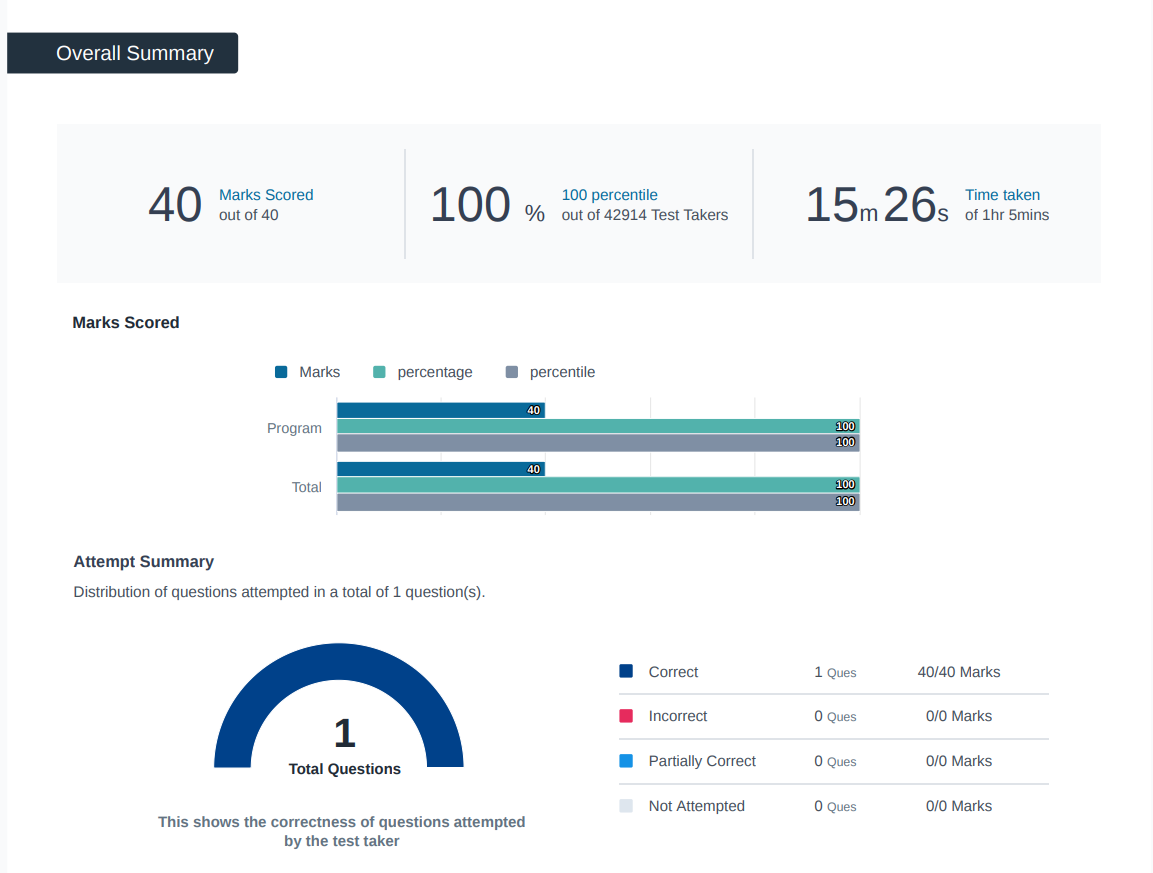 Overall Summary
40 Marks Scored
out of 40
100 % 100 percentile
out of 42914 Test Takers
15m 26s Time taken
of 1hr 5mins
Marks Scored
Marks percentage percentile
Program
40
100
100
Total
40
100
100
Attempt Summary
Distribution of questions attempted in a total of 1 question(s).
1
Total Questions
This shows the correctness of questions attempted
by the test taker
Correct 1 Ques 40/40 Marks
Incorrect 0 Ques 0/0 Marks
Partially Correct 0 Ques 0/0 Marks
Not Attempted 0 Ques 0/0 Marks